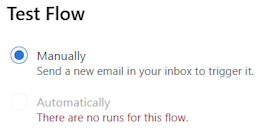 Test Flow
Manually
Send a new email in your inbox to trigger it.
Automatically
There are no runs for this flow.